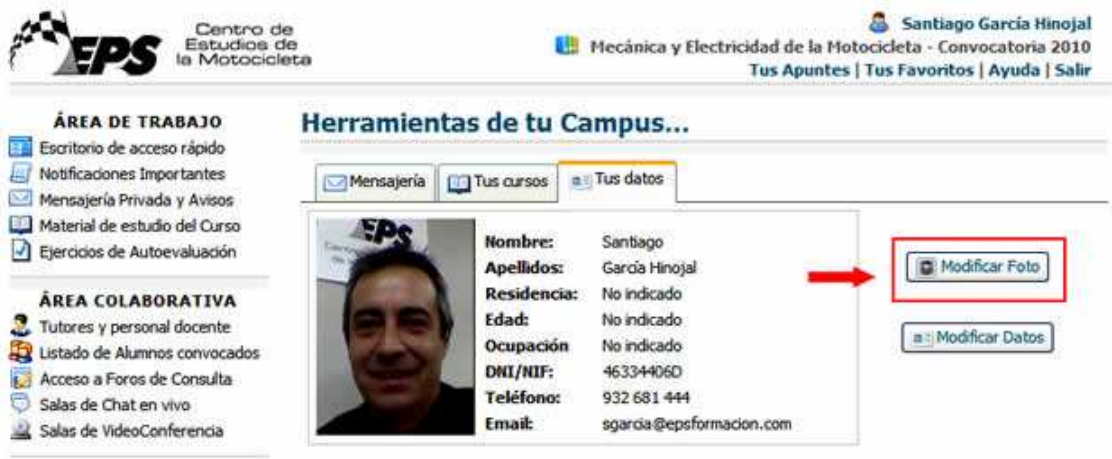 EPS
Centro de
Estudios de
la Motocicleta
Santiago García Hinojal
Mecánica y Electricidad de la Motocicleta - Convocatoria 2010
Tus Apuntes | Tus Favoritos | Ayuda | Salir
ÁREA DE TRABAJO
Escritorio de acceso rápido
Notificaciones Importantes
Mensajería Privada y Avisos
Material de estudio del Curso
Ejercicios de Autoevaluación
ÁREA COLABORATIVA
Tutores y personal docente
Listado de Alumnos convocados
Acceso a Foros de Consulta
Salas de Chat en vivo
Salas de VideoConferencia
Herramientas de tu Campus...
Mensajería
Tus cursos
Tus datos
EPS
Nombre: Santiago
Apellidos: García Hinojal
Residencia: No indicado
Edad: No indicado
Ocupación No indicado
DNI/NIF: 46334406D
Teléfono: 932 681 444
Email: sgarcia@epsformacion.com
Modificar Foto
Modificar Datos